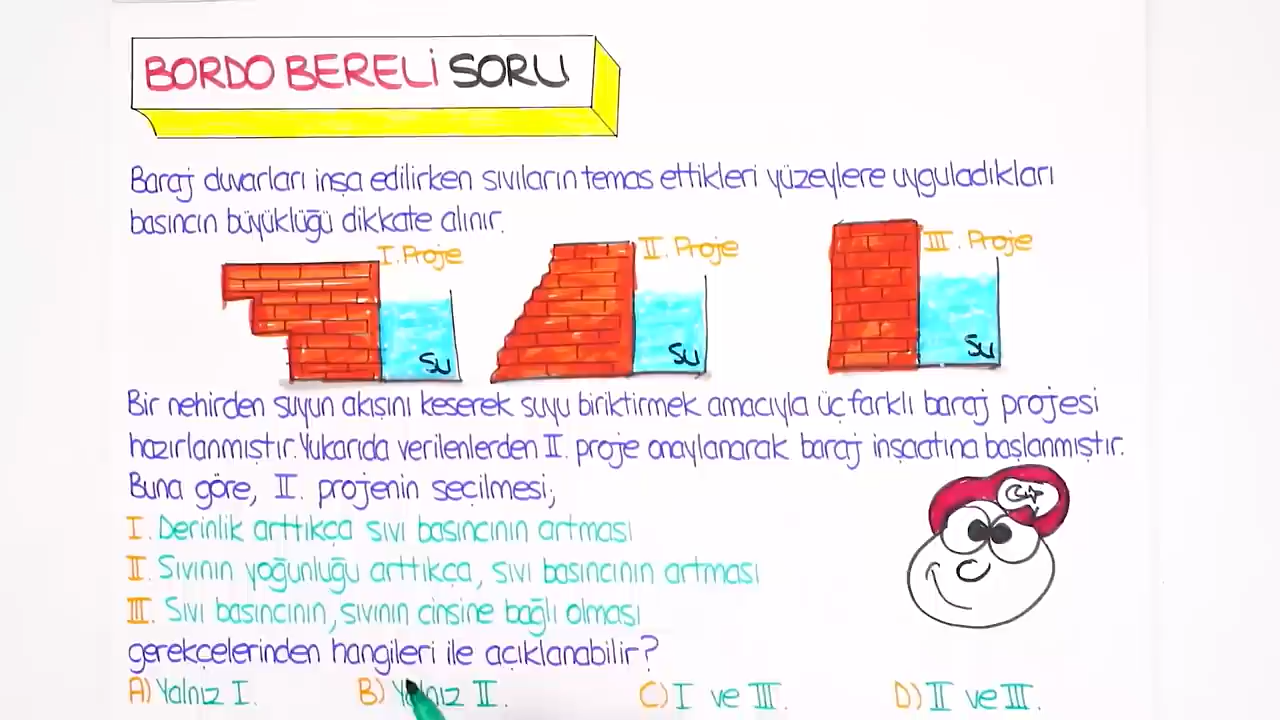 BORDO BERELİ SORU
Baraj duvarları inşa edilirken sıvıların temas ettikleri yüzeylere uyguladıkları
basıncın büyüklüğü dikkate alınır.
I. Proje
II. Proje
III. Proje
Su
Su
Su
Bir nehirden suyun akışını keserek suyu biriktirmek amacıyla üç farklı baraj projesi
hazırlanmıştır. Yukarıda verilenlerden II. proje onaylanarak baraj inşaatına başlanmıştır.
Buna göre, II. projenin seçilmesi;
I. Derinlik arttıkça sıvı basıncının artması
II. Sıvının yoğunluğu arttıkça, sıvı basıncının artması
III. Sıvı basıncının, sıvının cinsine bağlı olması
gerekçelerinden hangileri ile açıklanabilir?
A) Yalnız I. B) Yalnız II. C) I ve III. D) II ve III.